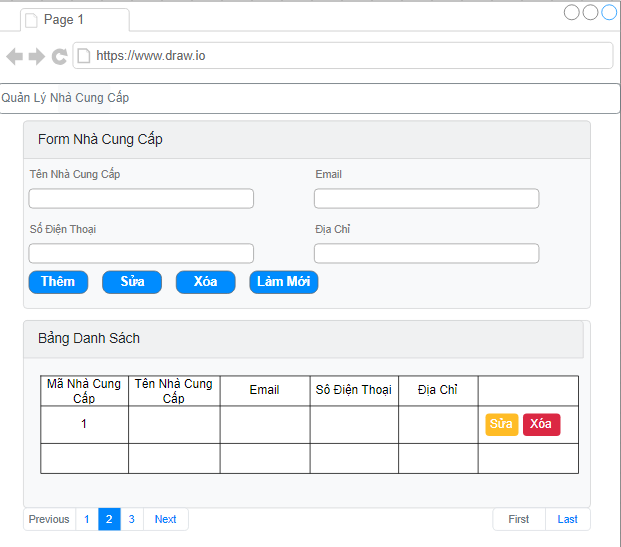 Page 1
https://www.draw.io
Quản Lý Nhà Cung Cấp
Form Nhà Cung Cấp
Tên Nhà Cung Cấp Email
Số Điện Thoại Địa Chỉ
Thêm Sửa Xóa Làm Mới
Bảng Danh Sách
Mã Nhà Cung Tên Nhà Cung Email Số Điện Thoại Địa Chỉ
Cấp Cấp
1 Sửa Xóa
Previous 1 2 3 Next First Last